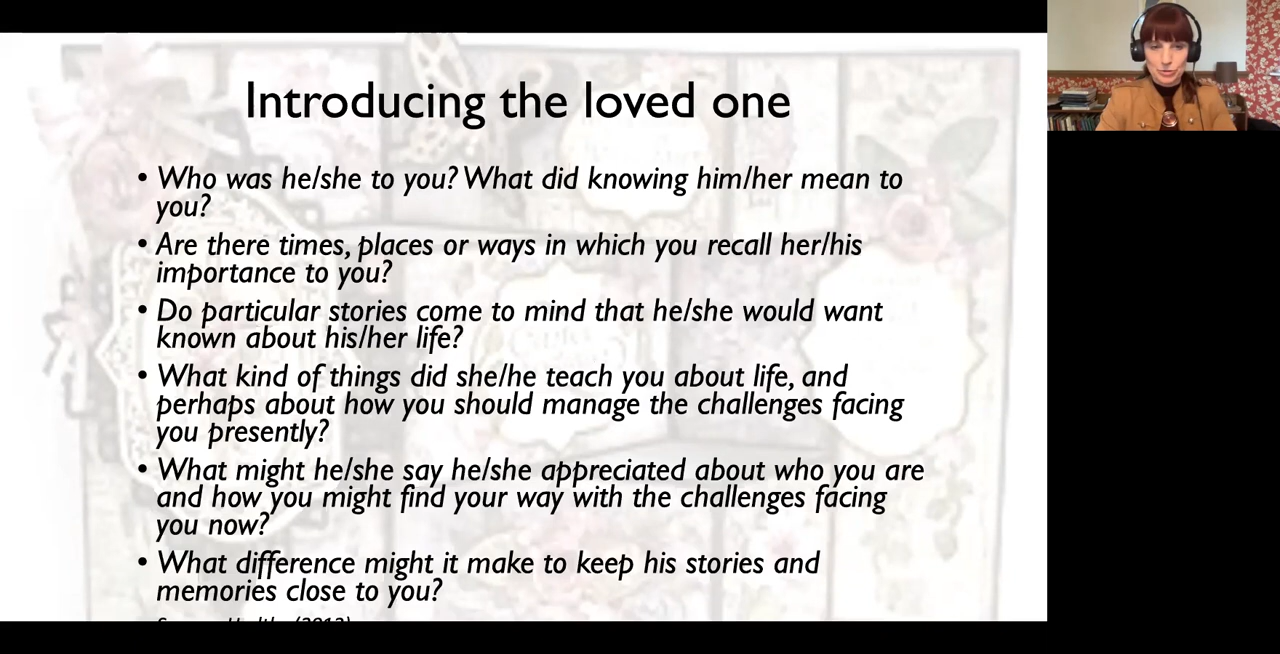 Introducing the loved one
• Who was he/she to you? What did knowing him/her mean to
you?
• Are there times, places or ways in which you recall her/his
importance to you?
• Do particular stories come to mind that he/she would want
known about his/her life?
• What kind of things did she/he teach you about life, and
perhaps about how you should manage the challenges facing
you presently?
• What might he/she say he/she appreciated about who you are
and how you might find your way with the challenges facing
you now?
• What difference might it make to keep his stories and
memories close to you?
(2012)